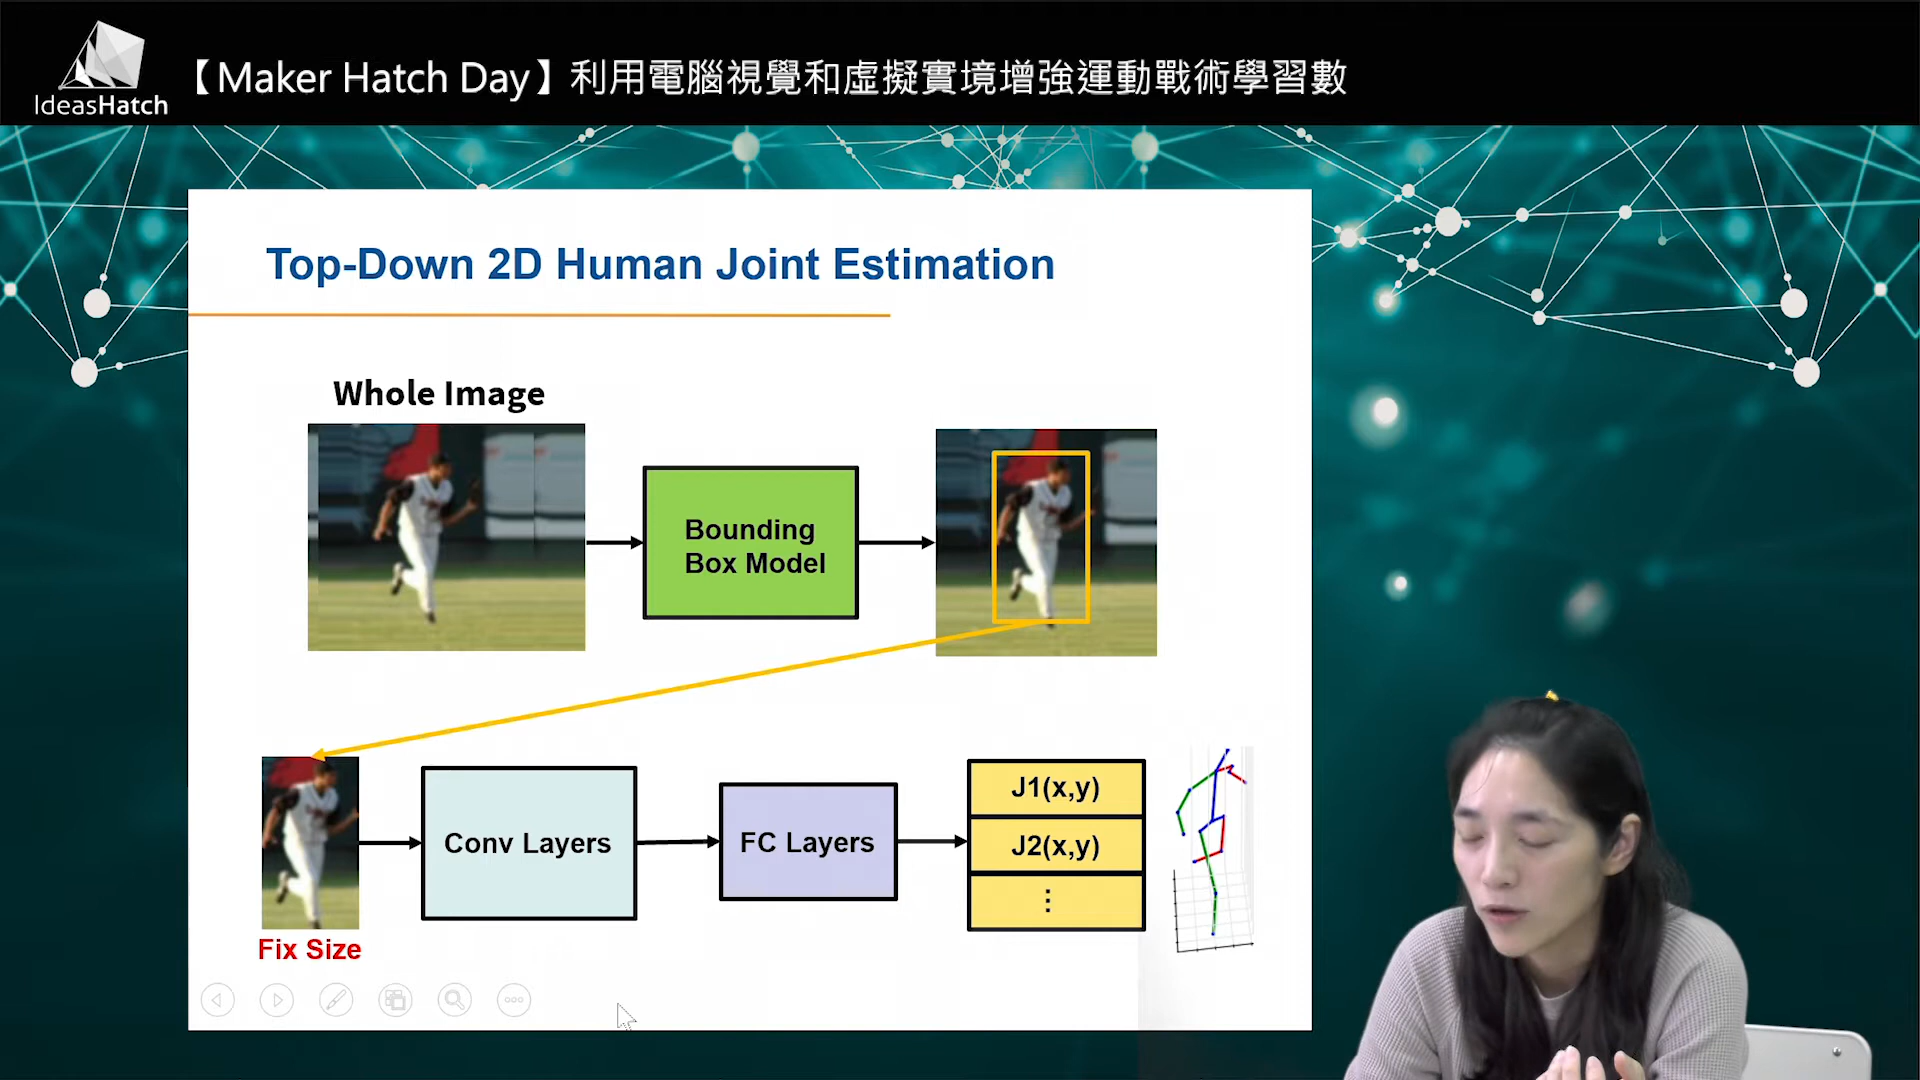 IdeasHatch
【Maker Hatch Day】利用電腦視覺和虛擬實境增強運動戰術學習數
Top-Down 2D Human Joint Estimation
Whole Image
Bounding
Box Model
Conv Layers
FC Layers
J1(x,y)
J2(x,y)
⋮
Fix Size